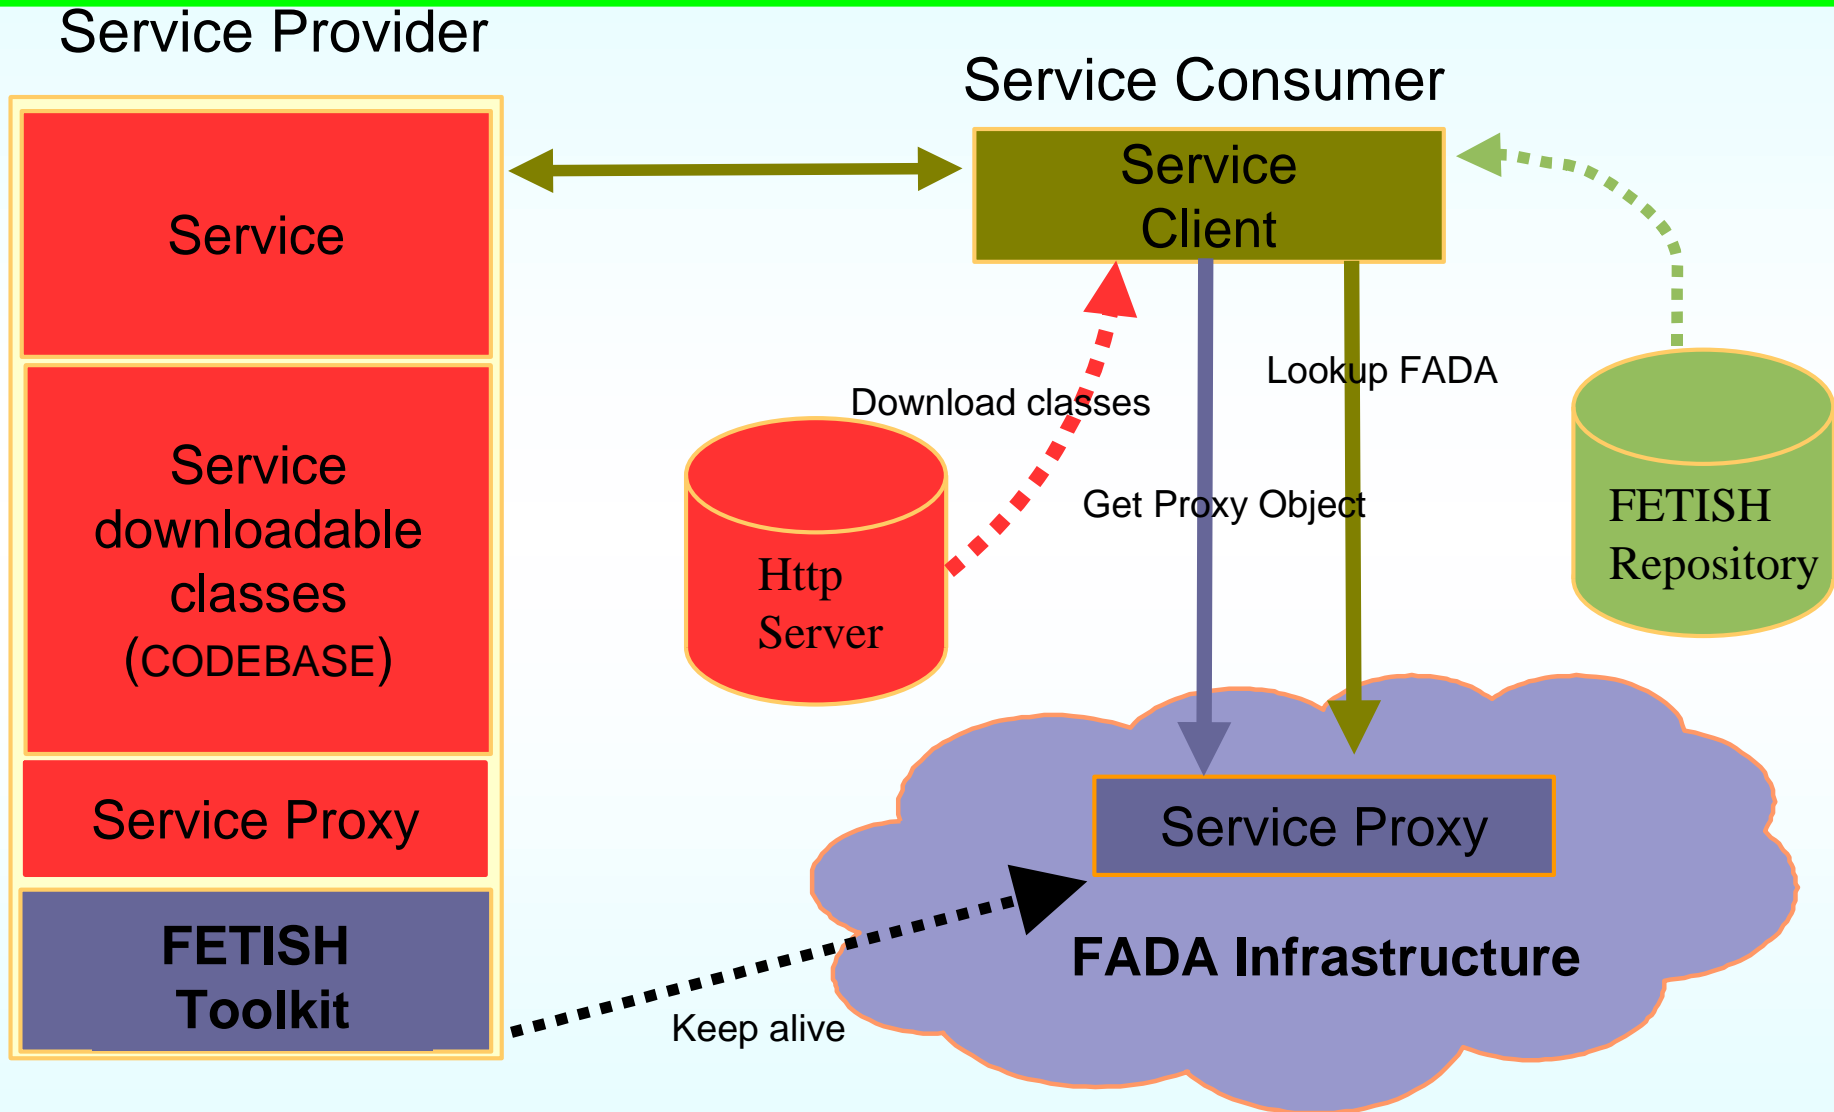 Service Provider
Service Consumer
Service
Service
downloadable
classes
(CODEBASE)
Service Proxy
FETISH
Toolkit
Service
Client
Download classes
Lookup FADA
Get Proxy Object
Http
Server
FETISH
Repository
Service Proxy
FADA Infrastructure
Keep alive